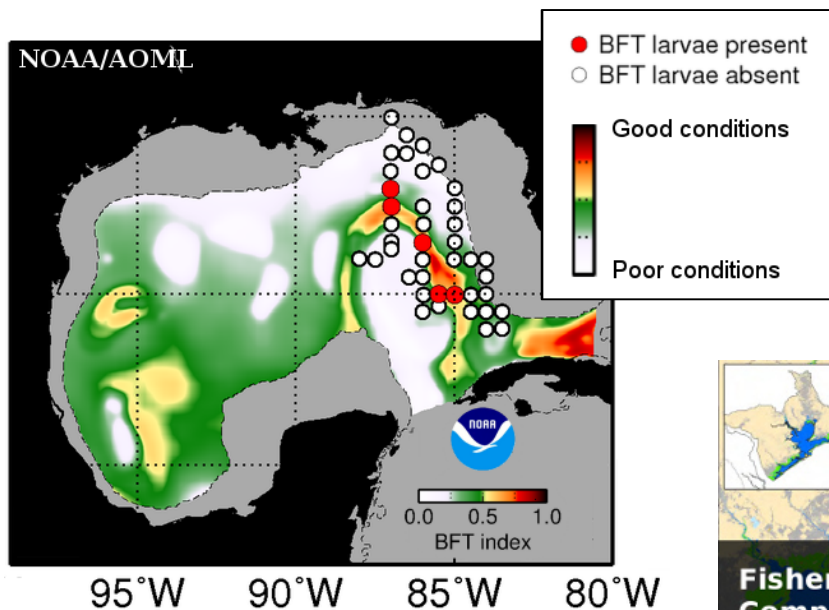 NOAA/AOML
BFT larvae present
BFT larvae absent
Good conditions
Poor conditions
NOAA
0.0 0.5 1.0
BFT index
95°W 90°W 85°W 80°W
Fisher